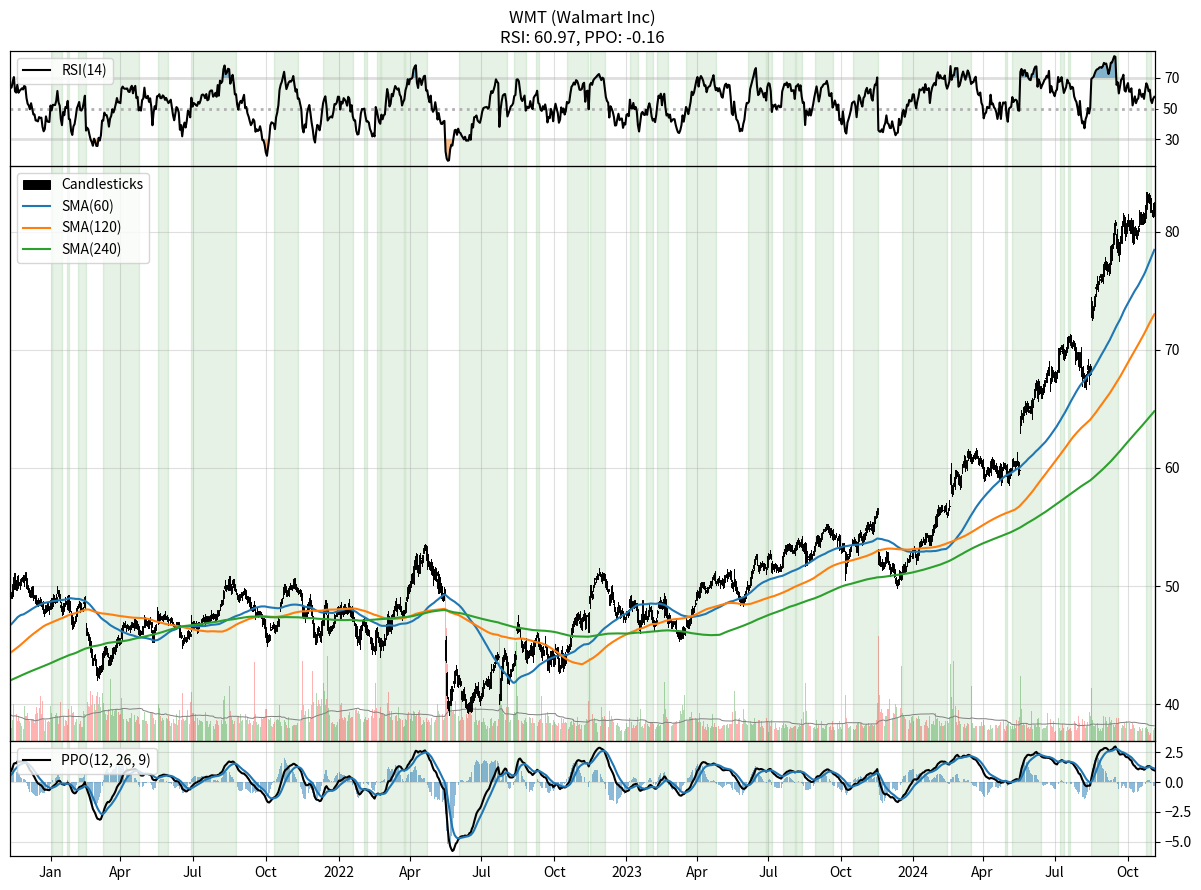 WMT (Walmart Inc)
RSI: 60.97, PPO: -0.16
RSI(14)
70
50
30
Candlesticks
SMA(60)
SMA(120)
SMA(240)
80
70
60
50
40
PPO(12, 26, 9)
2.5
0.0
−2.5
−5.0
Jan Apr Jul Oct 2022 Apr Jul Oct 2023 Apr Jul Oct 2024 Apr Jul Oct